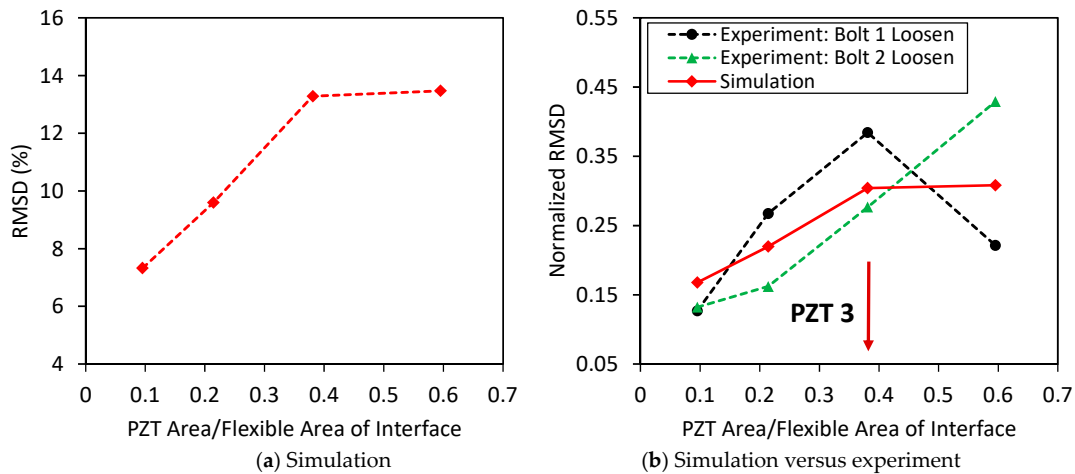 16
14
12
10
8
6
4
RMSD (%)
0
0.1
0.2
0.3
0.4
0.5
0.6
0.7
PZT Area/Flexible Area of Interface
(a) Simulation
0.55
0.45
0.35
0.25
0.15
0.05
Normalized RMSD
Experiment: Bolt 1 Loosen
Experiment: Bolt 2 Loosen
Simulation
PZT 3
0
0.1
0.2
0.3
0.4
0.5
0.6
0.7
PZT Area/Flexible Area of Interface
(b) Simulation versus experiment